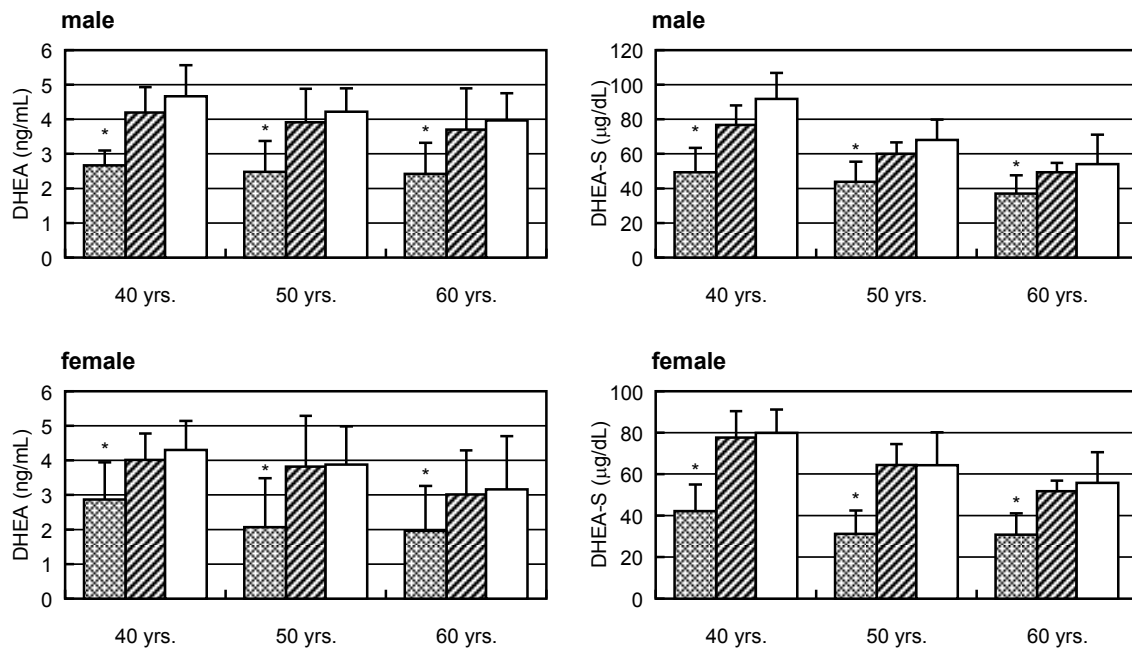 male
DHEA (ng/mL)
6
5
4
3
2
1
0
*
*
*
40 yrs.
50 yrs.
60 yrs.
male
DHEA-S (μg/dL)
120
100
80
60
40
20
0
*
*
*
40 yrs.
50 yrs.
60 yrs.
female
DHEA (ng/mL)
6
5
4
3
2
1
0
*
*
*
40 yrs.
50 yrs.
60 yrs.
female
DHEA-S (μg/dL)
100
80
60
40
20
0
*
*
*
40 yrs.
50 yrs.
60 yrs.